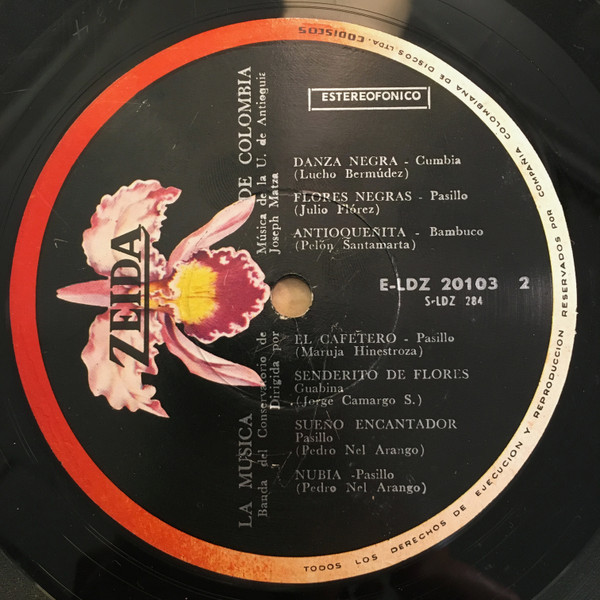 ZEIDA
LA MUSICA DE COLOMBIA
Banda del Conservatorio de Música de la U. de Antioquia
Dirigida por Joseph Matza
ESTEREOFONICO
DANZA NEGRA - Cumbia
(Lucho Bermúdez)
FLORES NEGRAS - Pasillo
(Julio Flórez)
ANTIOQUEÑITA - Bambuco
(Pelón Santamarta)
E-LDZ 20103 2
S-LDZ 284
EL CAFETERO - Pasillo
(Maruja Hinestroza)
SENDERITO DE FLORES
Guabina
(Jorge Camargo S.)
SUEÑO ENCANTADOR
Pasillo
(Pedro Nel Arango)
NUBIA -Pasillo
(Pedro Nel Arango)
TODOS LOS DERECHOS DE EJECUCION Y REPRODUCCION RESERVADOS POR COMPAÑIA COLOMBIANA DE DISCOS LTDA. CODISCOS